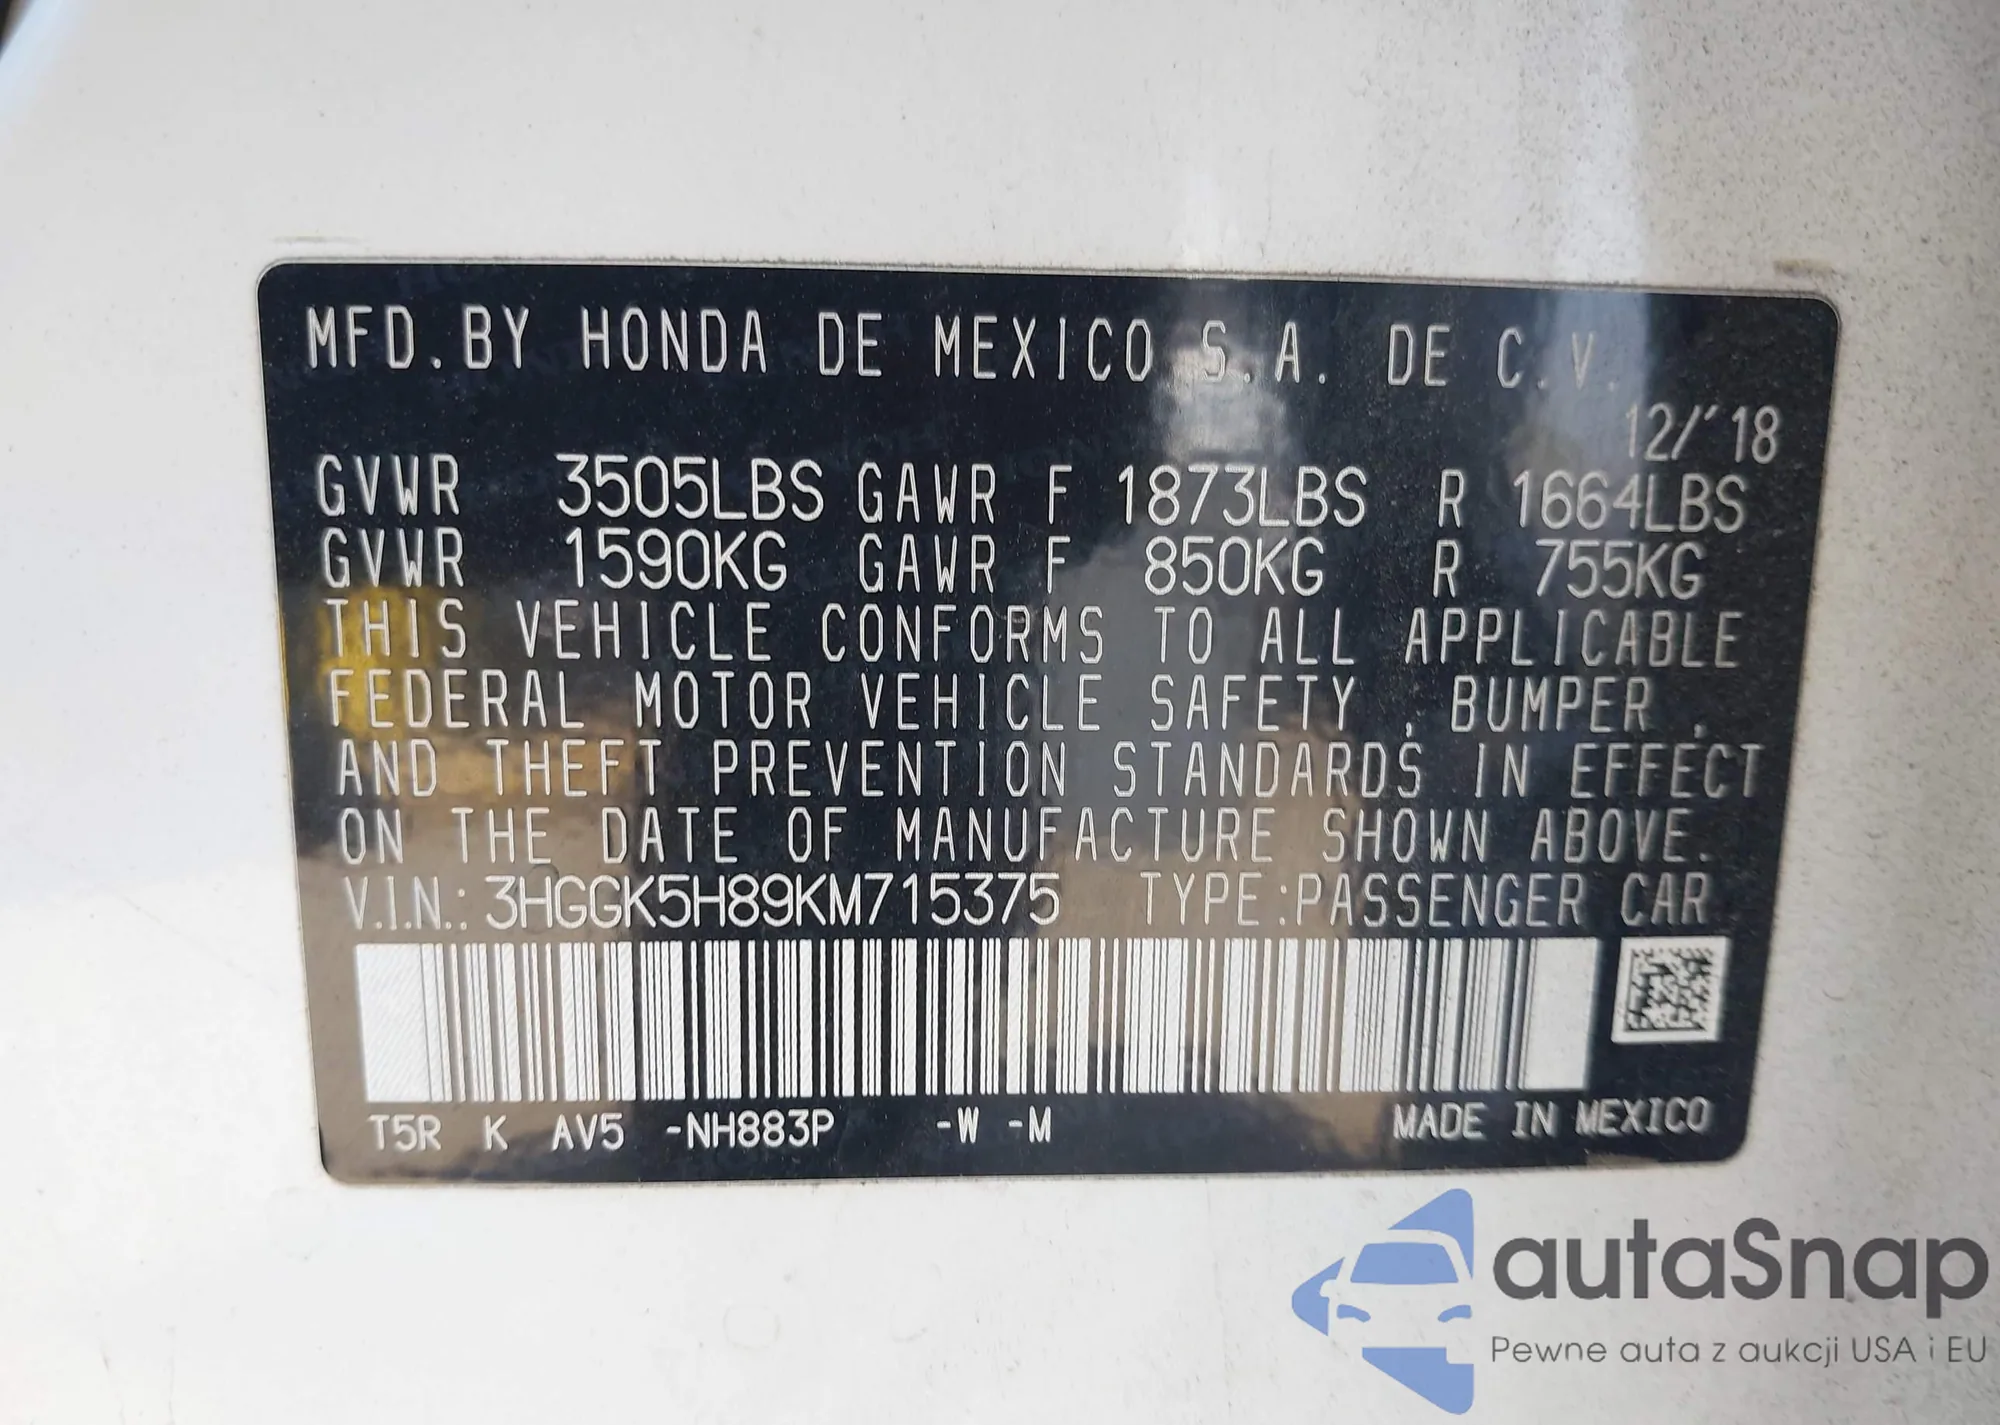 MFD.BY HONDA DE MEXICO S.A. DE C.V.
12/'18
GVWR 3505LBS GAWR F 1873LBS R 1664LBS
GVWR 1590KG GAWR F 850KG R 755KG
THIS VEHICLE CONFORMS TO ALL APPLICABLE
FEDERAL MOTOR VEHICLE SAFETY , BUMPER ,
AND THEFT PREVENTION STANDARDS IN EFFECT
ON THE DATE OF MANUFACTURE SHOWN ABOVE.
V.I.N.: 3HGGK5H89KM715375 TYPE:PASSENGER CAR
T5R K AV5 -NH883P -W -M MADE IN MEXICO
autaSnap
Pewne auta z aukcji USA i EU